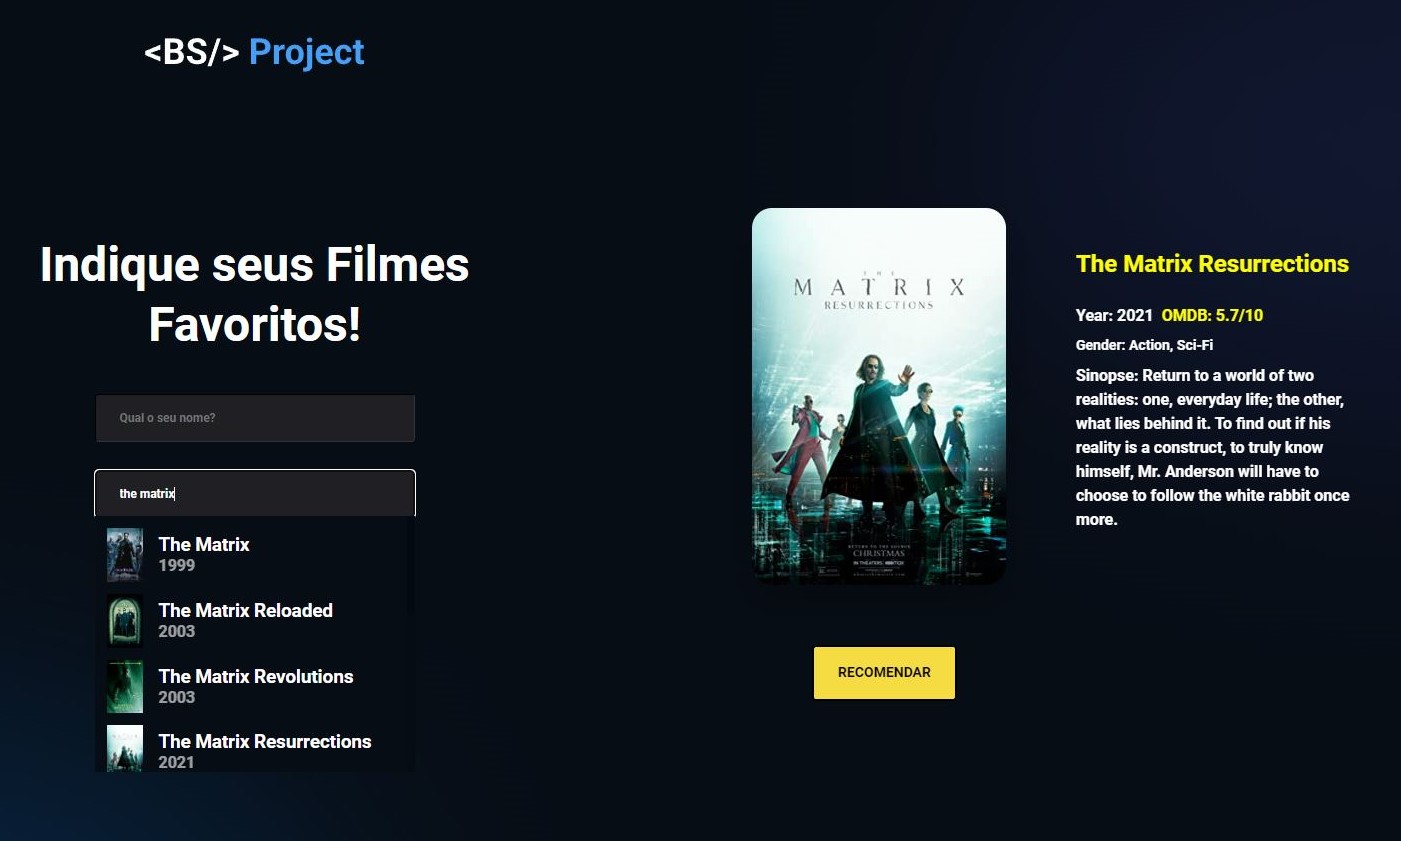 <BS/> Project
Indique seus Filmes
Favoritos!
Qual o seu nome?
the matrix
The Matrix
1999
The Matrix Reloaded
2003
The Matrix Revolutions
2003
The Matrix Resurrections
2021
THE
MATRIX
RESURRECTIONS
RETURN TO THE SOURCE
CHRISTMAS
RECOMENDAR
The Matrix Resurrections
Year: 2021 OMDB: 5.7/10
Gender: Action, Sci-Fi
Sinopse: Return to a world of two
realities: one, everyday life; the other,
what lies behind it. To find out if his
reality is a construct, to truly know
himself, Mr. Anderson will have to
choose to follow the white rabbit once
more.